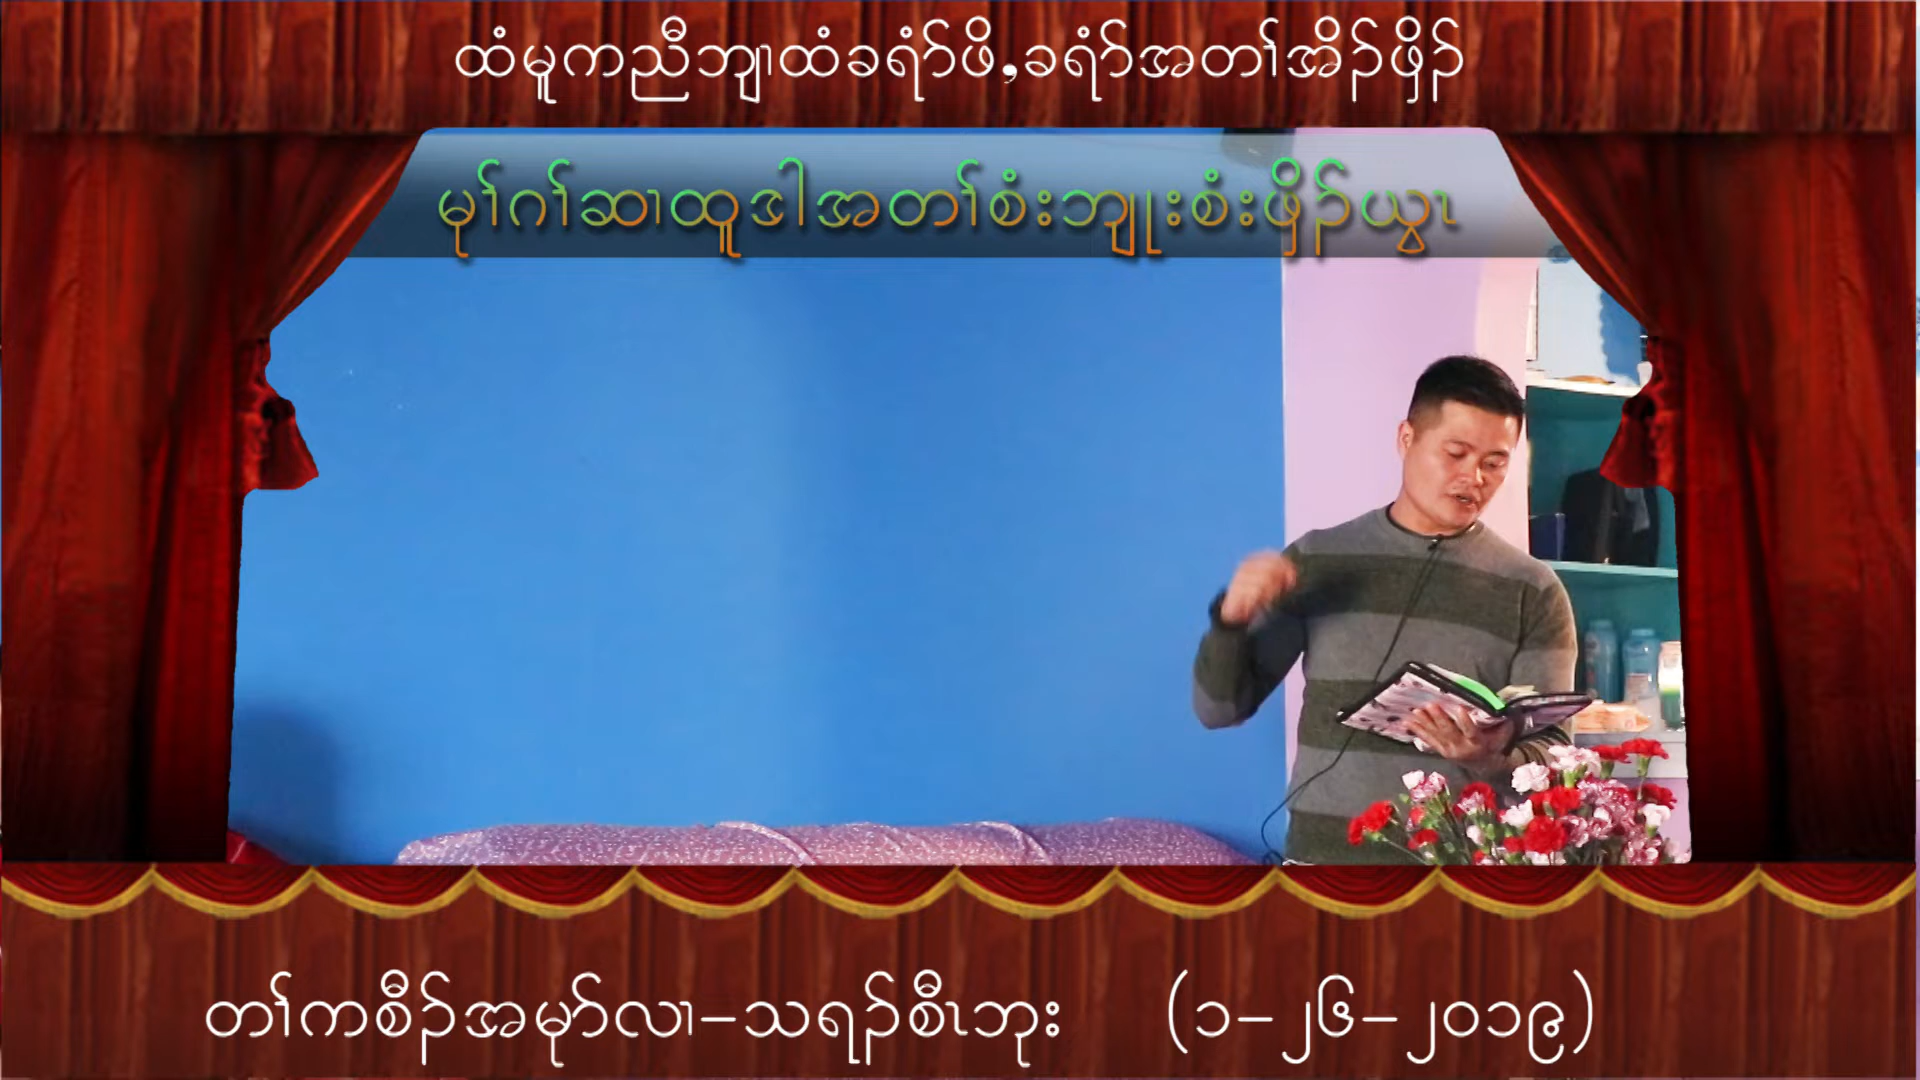 ထံမူကညီဘျၢထံခရံာ်ဖိ,ခရံာ်အတၢ်အိၣ်ဖှိၣ်
မုၢ်ဂၢ်ဆၢထူဒါအတၢ်စံးဘျုးစံးဖှိၣ်ယွၤ
တၢ်ကစီၣ်အမုာ်လၢ-သရၣ်စီၤဘုး (၁-၂၆-၂၀၁၉)